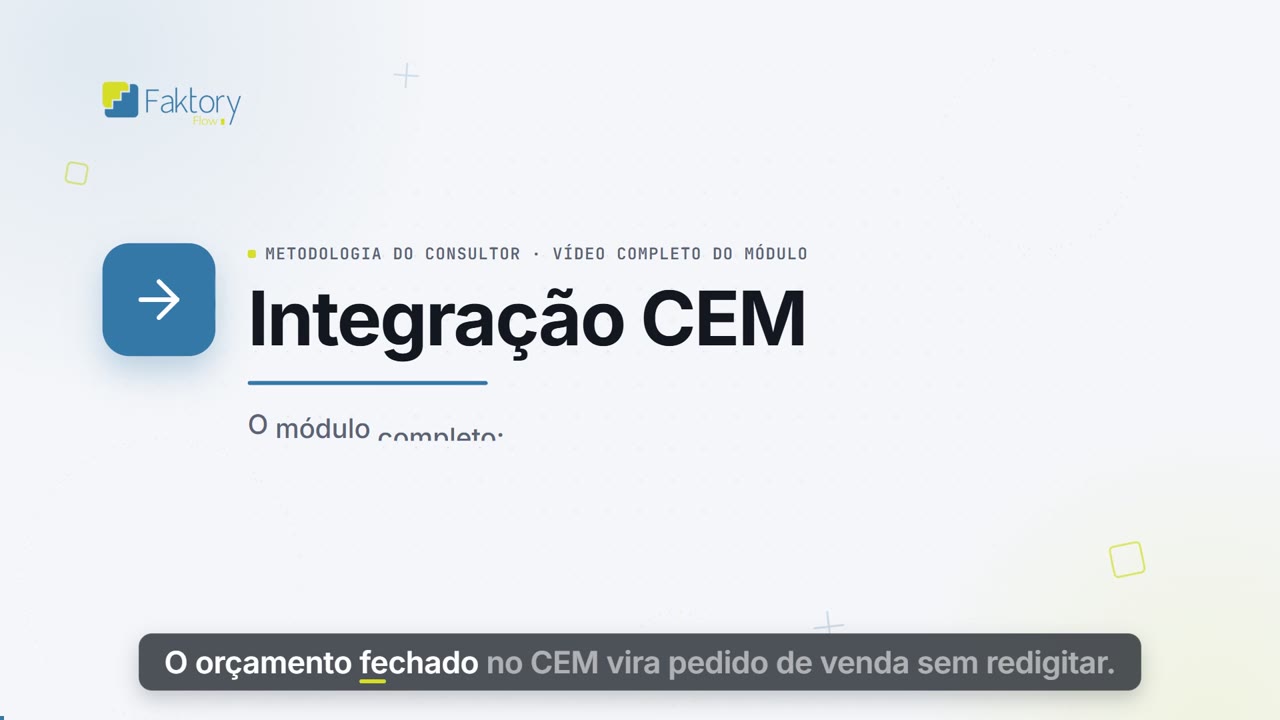 Faktory
Flow
METODOLOGIA DO CONSULTOR · VÍDEO COMPLETO DO MÓDULO
Integração CEM
O módulo completo:
O orçamento fechado no CEM vira pedido de venda sem redigitar.